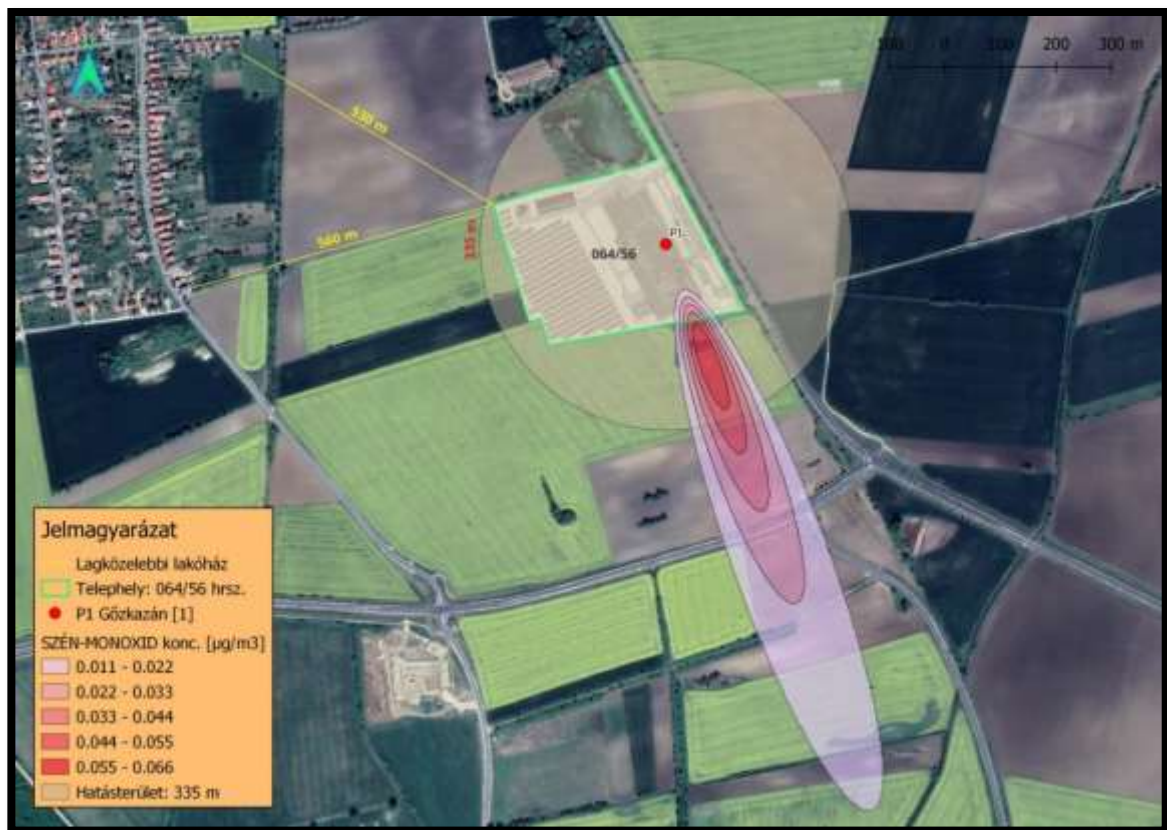 100 0 100 200 300 m
530 m
560 m
335 m
064/56
P1
Jelmagyarázat
Lagközelebbi lakóház
Telephely: 064/56 hrsz.
P1 Gőzkazán [1]
SZÉN-MONOXID konc. [µg/m3]
0.011 - 0.022
0.022 - 0.033
0.033 - 0.044
0.044 - 0.055
0.055 - 0.066
Hatásterület: 335 m